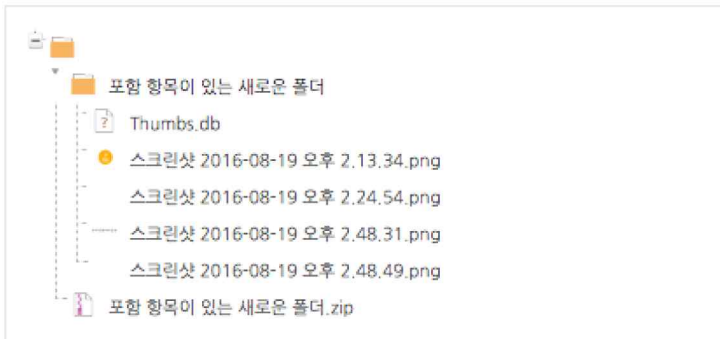 포함 항목이 있는 새로운 폴더
Thumbs.db
스크린샷 2016-08-19 오후 2.13.34.png
스크린샷 2016-08-19 오후 2.24.54.png
스크린샷 2016-08-19 오후 2.48.31.png
스크린샷 2016-08-19 오후 2.48.49.png
포함 항목이 있는 새로운 폴더.zip